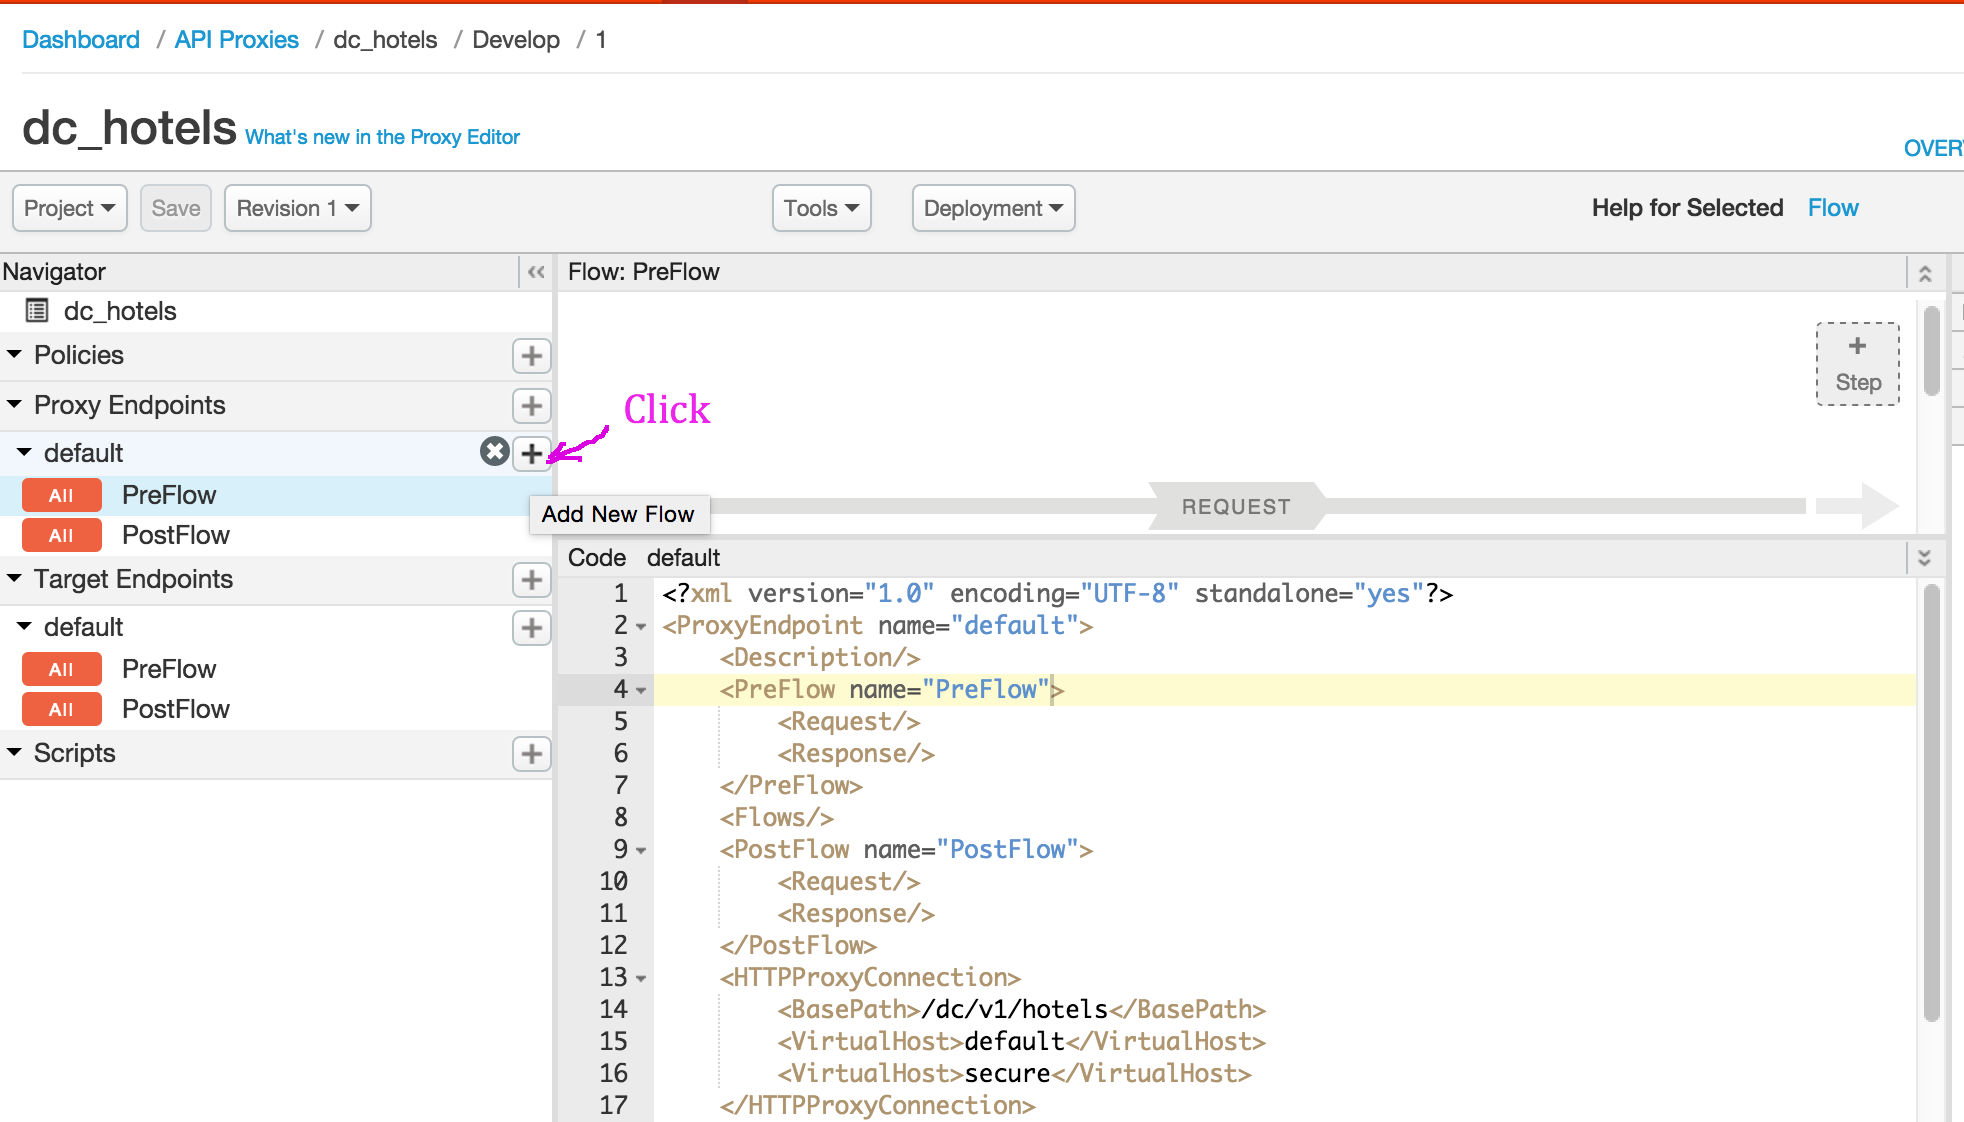 Dashboard / API Proxies / dc_hotels / Develop / 1
dc_hotels What's new in the Proxy Editor
OVER
Project Save Revision 1 Tools Deployment Help for Selected Flow
Navigator « Flow: PreFlow
dc_hotels
Policies +
Proxy Endpoints +
default +
Click
All PreFlow
All PostFlow
Add New Flow
Target Endpoints +
default +
All PreFlow
All PostFlow
Scripts +
+
Step
REQUEST
Code default
1 <?xml version="1.0" encoding="UTF-8" standalone="yes"?>
2 <ProxyEndpoint name="default">
3 <Description/>
4 <PreFlow name="PreFlow">
5 <Request/>
6 <Response/>
7 </PreFlow>
8 <Flows/>
9 <PostFlow name="PostFlow">
10 <Request/>
11 <Response/>
12 </PostFlow>
13 <HTTPProxyConnection>
14 <BasePath>/dc/v1/hotels</BasePath>
15 <VirtualHost>default</VirtualHost>
16 <VirtualHost>secure</VirtualHost>
17 </HTTPProxyConnection>